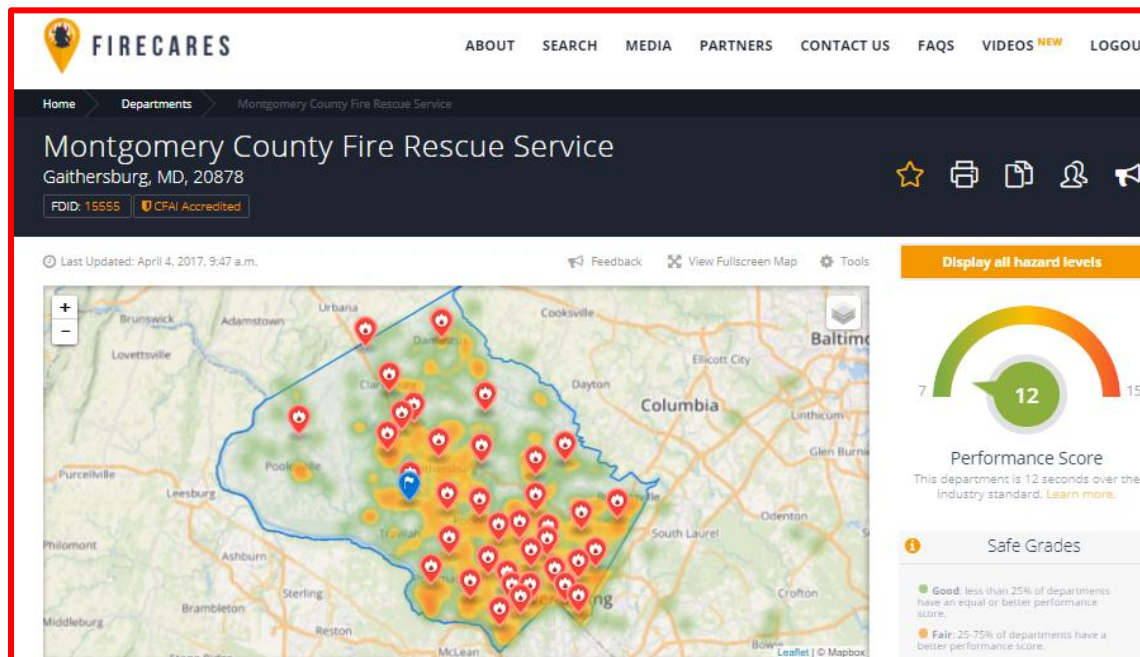 FIRECARES
ABOUT SEARCH MEDIA PARTNERS CONTACT US FAQS VIDEOS NEW LOGOU
Home Departments Montgomery County Fire Rescue Service
Montgomery County Fire Rescue Service
Gaithersburg, MD, 20878
FDID: 15555 CFAI Accredited
Last Updated: April 4, 2017, 9:47 a.m. Feedback View Fullscreen Map Tools
Display all hazard levels
+
−
Urbana
Cooksville
Brunswick
Adamstown
Baltimo
Lovettsville
Ellicott City
Dayton
Columbia
Linthicum
7
12
15
Glen Burni
Performance Score
This department is 12 seconds over the
industry standard. Learn more.
Purcellville
Leesburg
Odenton
South Laurel
Philomont
Ashburn
Safe Grades
Sterling
Crofton
Good: less than 25% of departments
have an equal or better performance
score.
Brambleton
Middleburg
Reston
Fair: 25-75% of departments have a
better performance score.
McLean
Bowie
Leaflet | © Mapbox